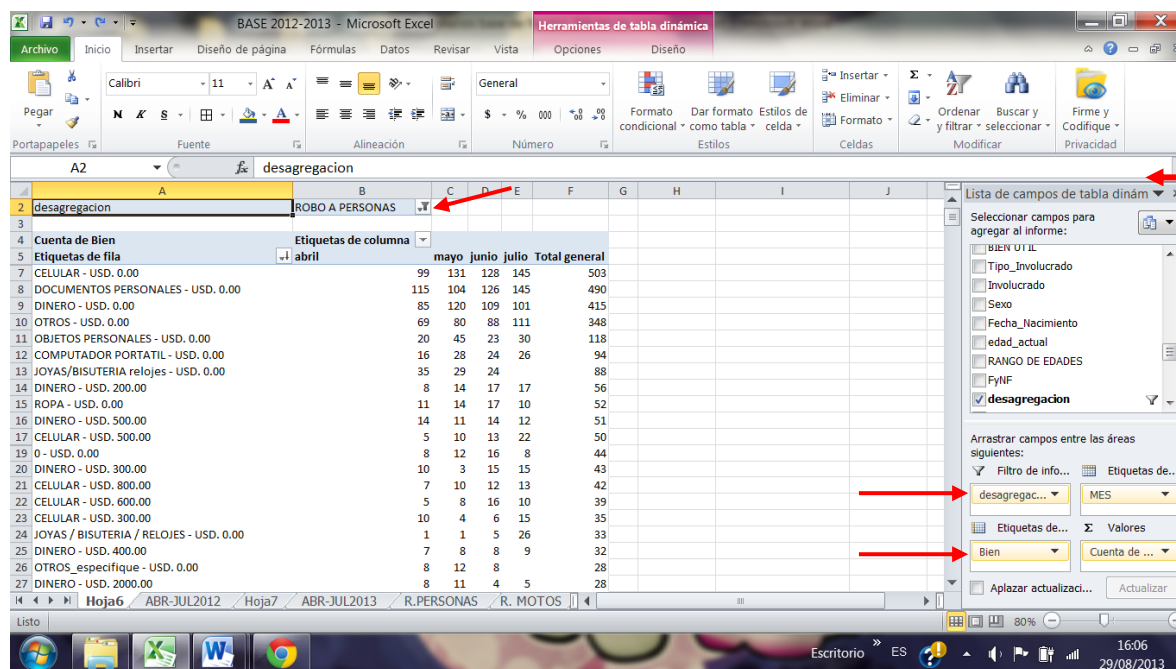 BASE 2012-2013 - Microsoft Excel
Herramientas de tabla dinámica
Archivo Inicio Insertar Diseño de página Fórmulas Datos Revisar Vista Opciones Diseño
Calibri 11 General
Pegar
N K S $ % 000
Formato condicional Dar formato como tabla Estilos de celda
Insertar
Eliminar
Formato
Ordenar y filtrar Buscar y seleccionar
Firme y Codifique
Portapapeles Fuente Alineación Número Estilos Celdas Modificar Privacidad
A2 fx desagregacion
A B C D E F G H I J
2 desagregacion ROBO A PERSONAS
3
4 Cuenta de Bien Etiquetas de columna
5 Etiquetas de fila abril mayo junio julio Total general
7 CELULAR - USD. 0.00 99 131 128 145 503
8 DOCUMENTOS PERSONALES - USD. 0.00 115 104 126 145 490
9 DINERO - USD. 0.00 85 120 109 101 415
10 OTROS - USD. 0.00 69 80 88 111 348
11 OBJETOS PERSONALES - USD. 0.00 20 45 23 30 118
12 COMPUTADOR PORTATIL - USD. 0.00 16 28 24 26 94
13 JOYAS/BISUTERIA relojes - USD. 0.00 35 29 24 88
14 DINERO - USD. 200.00 8 14 17 17 56
15 ROPA - USD. 0.00 11 14 17 10 52
16 DINERO - USD. 500.00 14 11 14 12 51
17 CELULAR - USD. 500.00 5 10 13 22 50
19 0 - USD. 0.00 8 12 16 8 44
20 DINERO - USD. 300.00 10 3 15 15 43
21 CELULAR - USD. 800.00 7 10 12 13 42
22 CELULAR - USD. 600.00 5 8 16 10 39
23 CELULAR - USD. 300.00 10 4 6 15 35
24 JOYAS / BISUTERIA / RELOJES - USD. 0.00 1 1 5 26 33
25 DINERO - USD. 400.00 7 8 8 9 32
26 OTROS_especifique - USD. 0.00 8 12 8 28
27 DINERO - USD. 2000.00 8 11 4 5 28
Lista de campos de tabla dinám
Seleccionar campos para
agregar al informe:
BIEN UTIL
Tipo_Involucrado
Involucrado
Sexo
Fecha_Nacimiento
edad_actual
RANGO DE EDADES
FyNF
desagregacion
Arrastrar campos entre las áreas
siguientes:
Filtro de info... Etiquetas de..
desagregac... MES
Etiquetas de... Σ Valores
Bien Cuenta de ...
Aplazar actualizaci... Actualizar
Hoja6 ABR-JUL2012 Hoja7 ABR-JUL2013 R.PERSONAS R. MOTOS
Listo 80%
Escritorio ES 16:06
29/08/2013